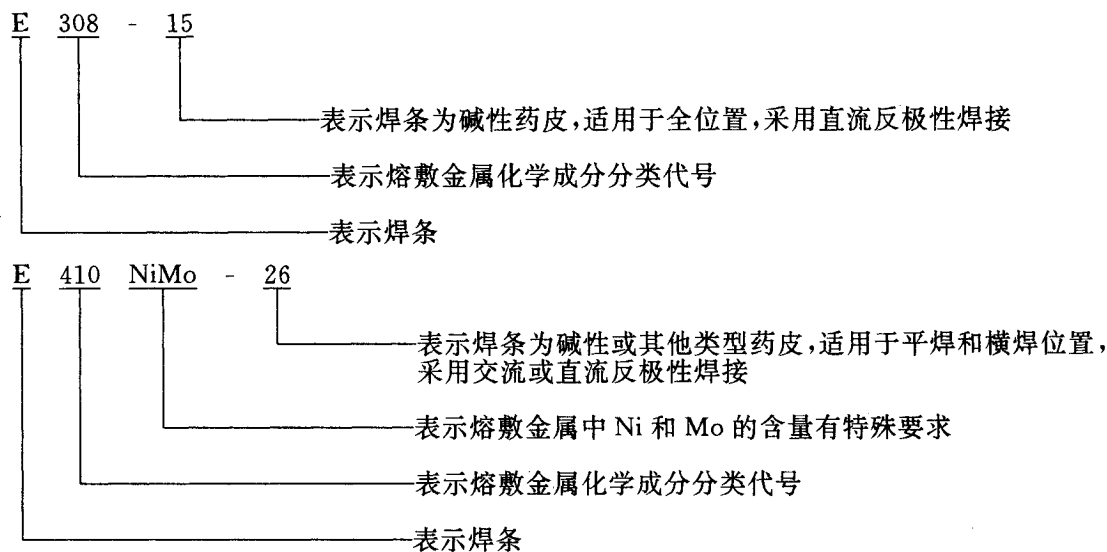 E 308 - 15
表示焊条为碱性药皮,适用于全位置,采用直流反极性焊接
表示熔敷金属化学成分分类代号
表示焊条
E 410 NiMo - 26
表示焊条为碱性或其他类型药皮,适用于平焊和横焊位置,
采用交流或直流反极性焊接
表示熔敷金属中 Ni 和 Mo 的含量有特殊要求
表示熔敷金属化学成分分类代号
表示焊条